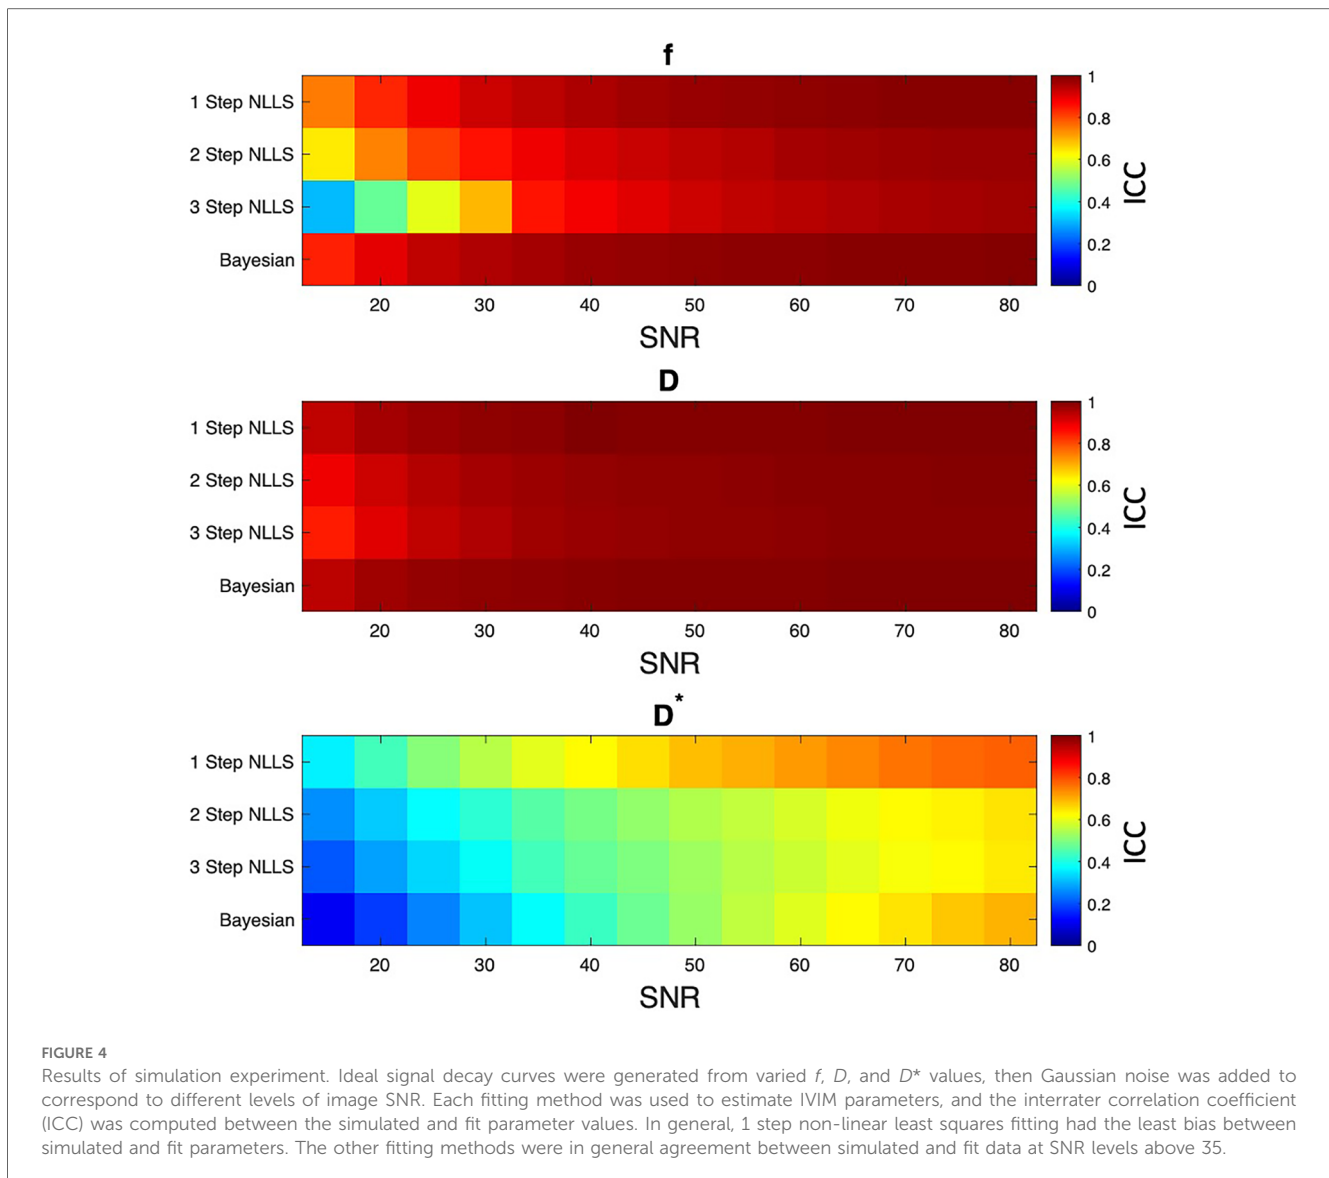 f
1 Step NLLS
2 Step NLLS
3 Step NLLS
Bayesian
20 30 40 50 60 70 80
SNR
1
0.8
0.6
0.4
0.2
0
ICC
D
1 Step NLLS
2 Step NLLS
3 Step NLLS
Bayesian
20 30 40 50 60 70 80
SNR
1
0.8
0.6
0.4
0.2
0
ICC
D*
1 Step NLLS
2 Step NLLS
3 Step NLLS
Bayesian
20 30 40 50 60 70 80
SNR
1
0.8
0.6
0.4
0.2
0
ICC
FIGURE 4
Results of simulation experiment. Ideal signal decay curves were generated from varied f, D, and D* values, then Gaussian noise was added to
correspond to different levels of image SNR. Each fitting method was used to estimate IVIM parameters, and the interrater correlation coefficient
(ICC) was computed between the simulated and fit parameter values. In general, 1 step non-linear least squares fitting had the least bias between
simulated and fit parameters. The other fitting methods were in general agreement between simulated and fit data at SNR levels above 35.